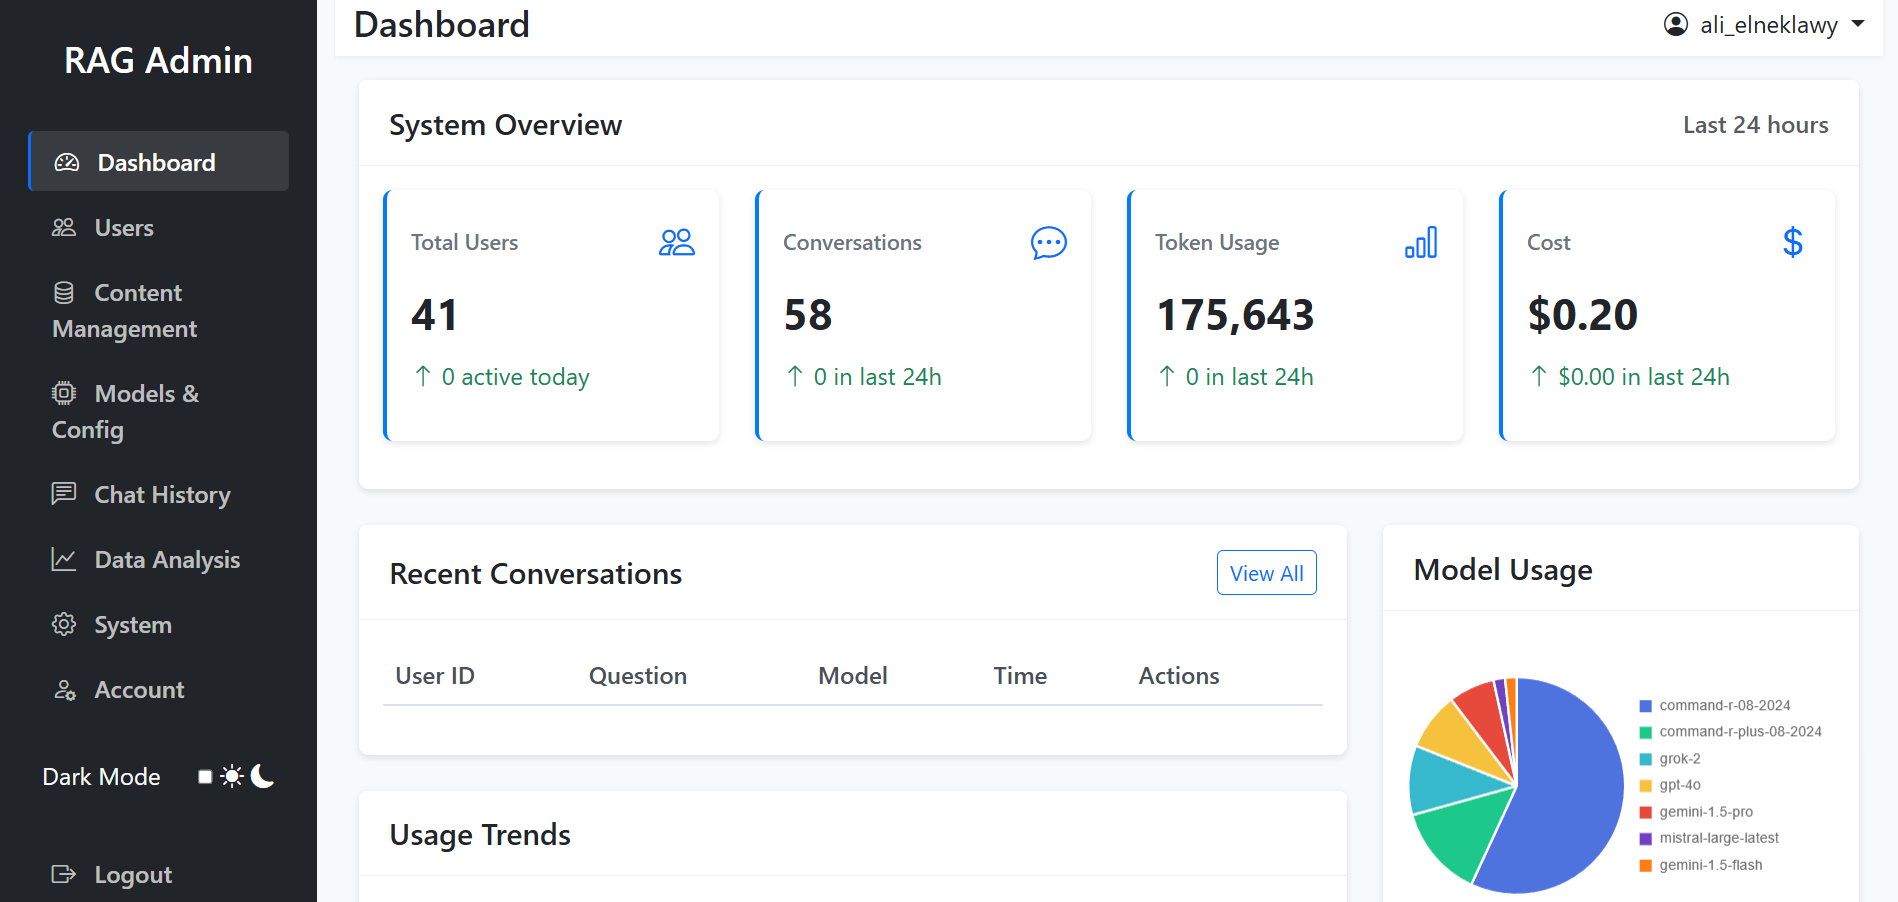 RAG Admin
Dashboard
Users
Content
Management
Models &
Config
Chat History
Data Analysis
System
Account
Dark Mode
Logout
Dashboard
ali_elneklawy
System Overview
Last 24 hours
Total Users
41
↑ 0 active today
Conversations
58
↑ 0 in last 24h
Token Usage
175,643
↑ 0 in last 24h
Cost
$
$0.20
↑ $0.00 in last 24h
Recent Conversations
View All
User ID Question Model Time Actions
Usage Trends
Model Usage
command-r-08-2024
command-r-plus-08-2024
grok-2
gpt-4o
gemini-1.5-pro
mistral-large-latest
gemini-1.5-flash